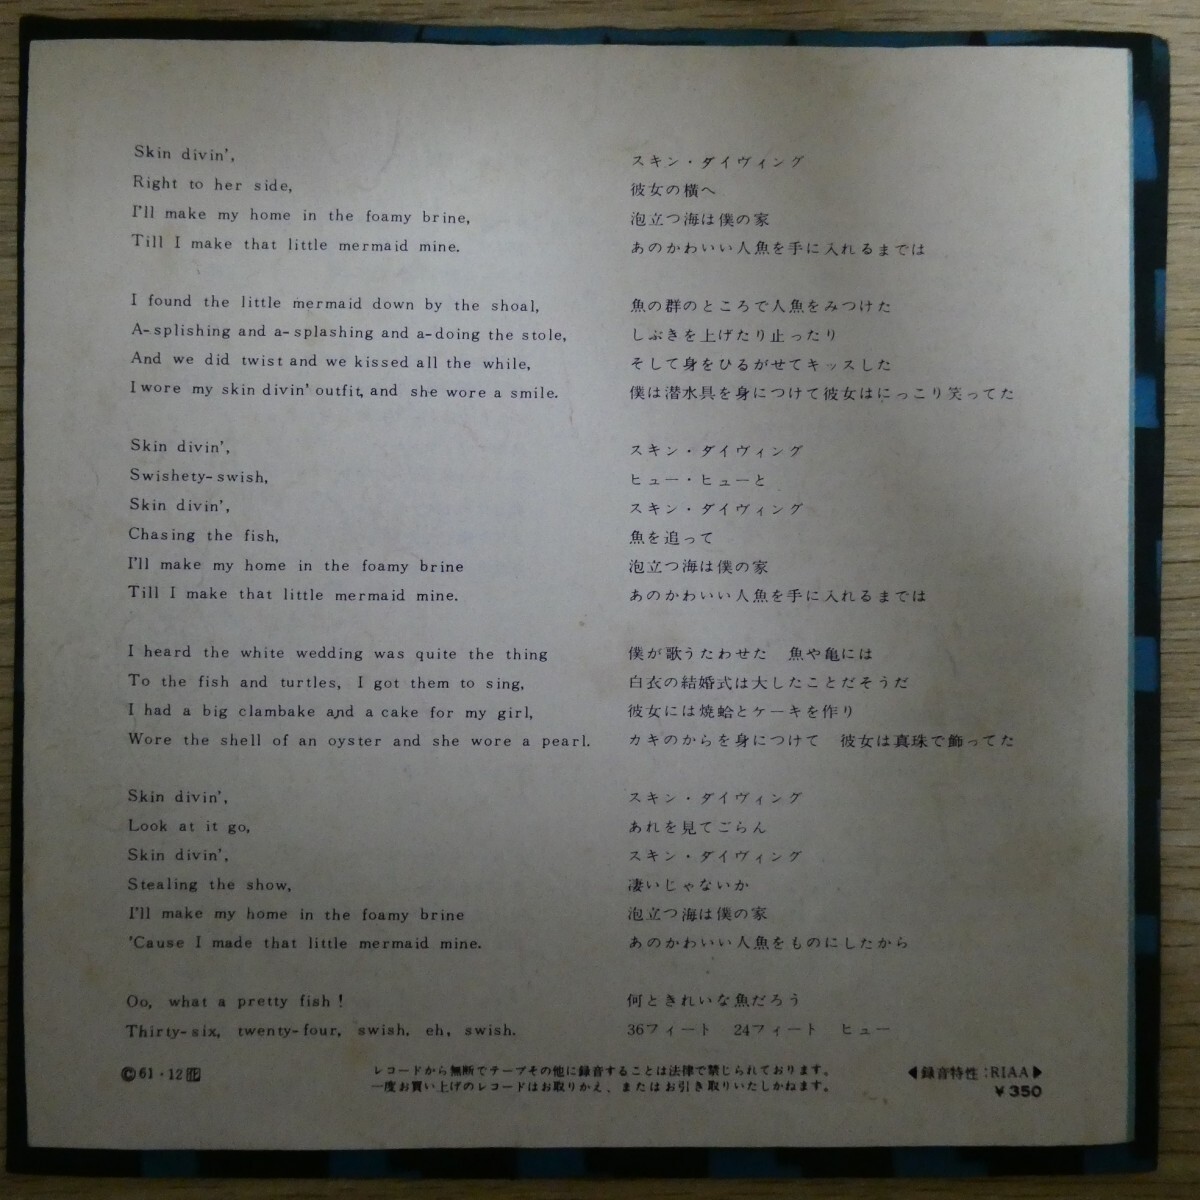 Skin divin',
Right to her side,
I'll make my home in the foamy brine,
Till I make that little mermaid mine.
I found the little mermaid down by the shoal,
A-splishing and a-splashing and a-doing the stole,
And we did twist and we kissed all the while,
I wore my skin divin' outfit, and she wore a smile.
Skin divin',
Swishety-swish,
Skin divin',
Chasing the fish,
I'll make my home in the foamy brine
Till I make that little mermaid mine.
I heard the white wedding was quite the thing
To the fish and turtles, I got them to sing,
I had a big clambake and a cake for my girl,
Wore the shell of an oyster and she wore a pearl.
Skin divin',
Look at it go,
Skin divin',
Stealing the show,
I'll make my home in the foamy brine
'Cause I made that little mermaid mine.
Oo, what a pretty fish !
Thirty-six, twenty-four, swish. eh, swish.
スキン・ダイヴィング
彼女の横へ
泡立つ海は僕の家
あのかわいい人魚を手に入れるまでは
魚の群のところで人魚をみつけた
しぶきを上げたり止ったり
そして身をひるがせてキッスした
僕は潜水具を身につけて彼女はにっこり笑ってた
スキン・ダイヴィング
ヒュー・ヒューと
スキン・ダイヴィング
魚を追って
泡立つ海は僕の家
あのかわいい人魚を手に入れるまでは
僕が歌うたわせた 魚や亀には
白衣の結婚式は大したことだそうだ
彼女には焼蛤とケーキを作り
カキのからを身につけて 彼女は真珠で飾ってた
スキン・ダイヴィング
あれを見てごらん
スキン・ダイヴィング
凄いじゃないか
泡立つ海は僕の家
あのかわいい人魚をものにしたから
何ときれいな魚だろう
36フィート 24フィート ヒュー
Ⓒ61・12
レコードから無断でテープその他に録音することは法律で禁じられております。
一度お買い上げのレコードはお取りかえ、またはお引き取りいたしかねます。
◀録音特性：RIAA▶
¥350